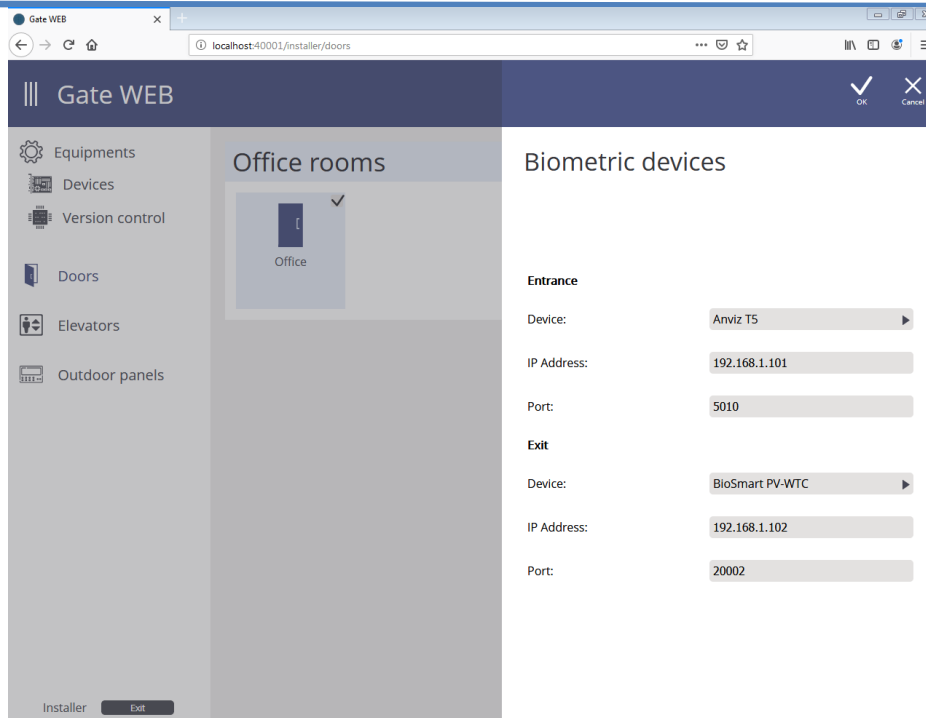 Gate WEB
localhost:40001/installer/doors
Gate WEB
OK
Cancel
Equipments
Devices
Version control
Doors
Elevators
Outdoor panels
Installer
Exit
Office rooms
Office
Biometric devices
Entrance
Device: Anviz T5
IP Address: 192.168.1.101
Port: 5010
Exit
Device: BioSmart PV-WTC
IP Address: 192.168.1.102
Port: 20002